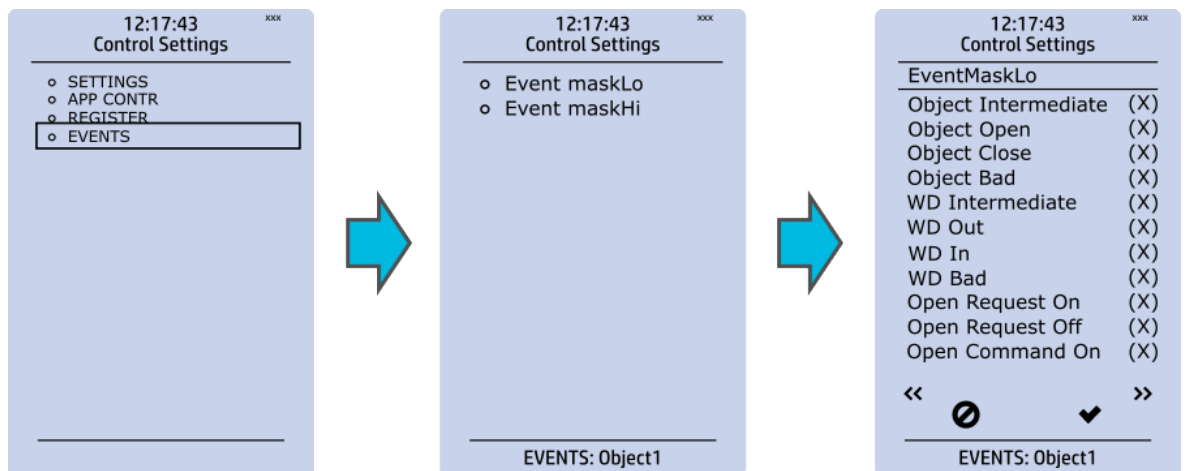 12:17:43 xxx
Control Settings
SETTINGS
APP CONTR
REGISTER
EVENTS
12:17:43 xxx
Control Settings
Event maskLo
Event maskHi
EVENTS: Object1
12:17:43 xxx
Control Settings
EventMaskLo
Object Intermediate (X)
Object Open (X)
Object Close (X)
Object Bad (X)
WD Intermediate (X)
WD Out (X)
WD In (X)
WD Bad (X)
Open Request On (X)
Open Request Off (X)
Open Command On (X)
<< >>
EVENTS: Object1